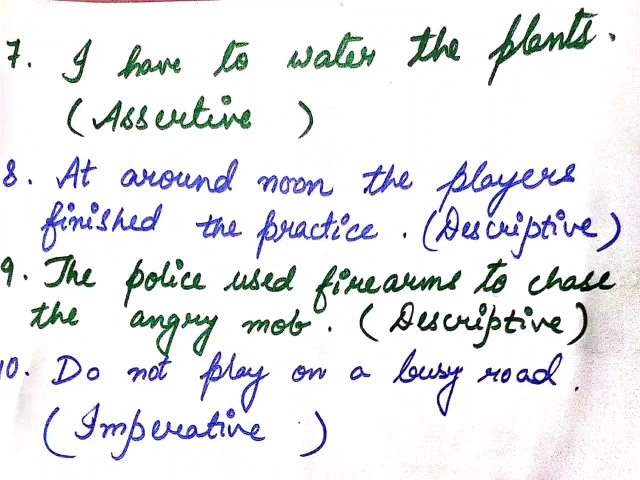 7. I have to water the plants.
(Assertive )
8. At around noon the players
finished the practice. (Descriptive)
9. The police used firearms to chase
the angry mob. (Descriptive)
10. Do not play on a busy road.
(Imperative )